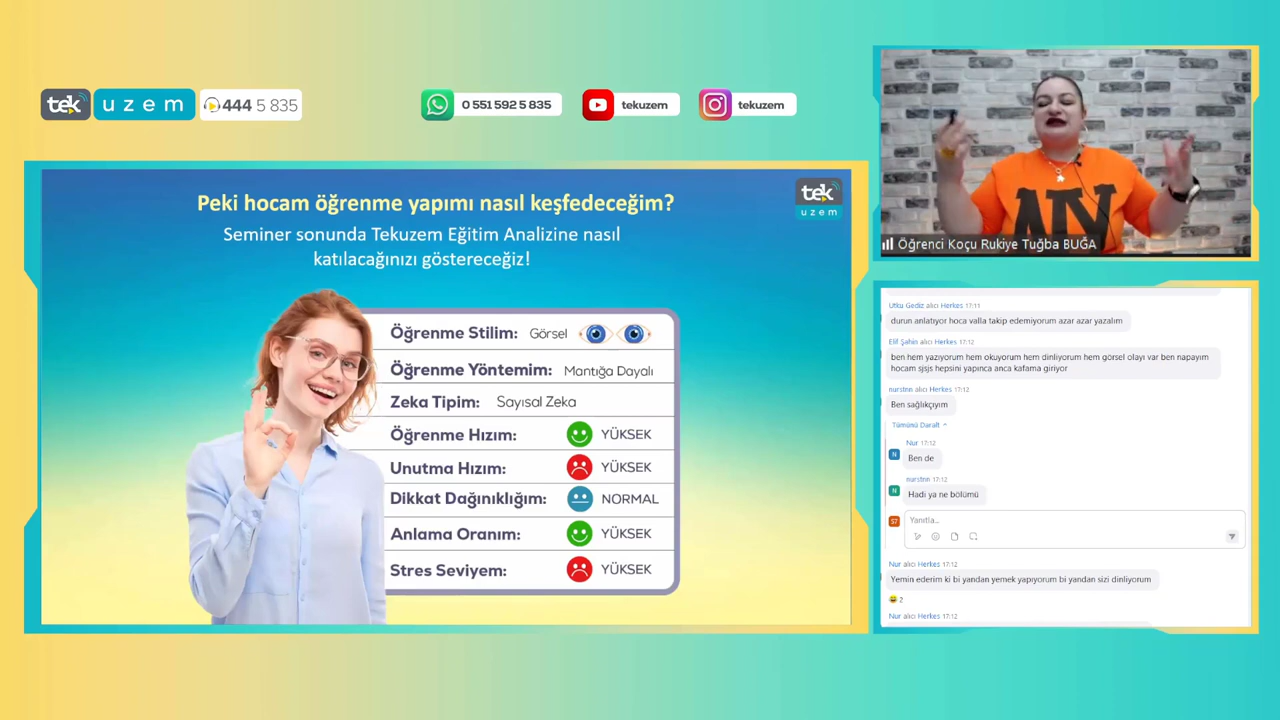 tek uzem 444 5 835
0 551 592 5 835
tekuzem
tekuzem
Peki hocam öğrenme yapımı nasıl keşfedeceğim?
Seminer sonunda Tekuzem Eğitim Analizine nasıl
katılacağınızı göstereceğiz!
tek
uzem
Öğrenme Stilim: Görsel
Öğrenme Yöntemim: Mantığa Dayalı
Zeka Tipim: Sayısal Zeka
Öğrenme Hızım: YÜKSEK
Unutma Hızım: YÜKSEK
Dikkat Dağınıklığım: NORMAL
Anlama Oranım: YÜKSEK
Stres Seviyem: YÜKSEK
Öğrenci Koçu Rukiye Tuğba BUĞA
Utku Gediz alıcı Herkes 17:11
durun anlatıyor hoca valla takip edemiyorum azar azar yazalım
Elif Şahin alıcı Herkes 17:12
ben hem yazıyorum hem okuyorum hem dinliyorum hem görsel olayı var ben napayım
hocam sjsjs hepsini yapınca anca kafama giriyor
nurstnn alıcı Herkes 17:12
Ben sağlıkçıyım
Tümünü Daralt
Nur 17:12
N
Ben de
nurstnn 17:12
N
Hadi ya ne bölümü
Yanıtla...
Nur alıcı Herkes 17:12
Yemin ederim ki bi yandan yemek yapıyorum bi yandan sizi dinliyorum
2
Nur alıcı Herkes 17:12